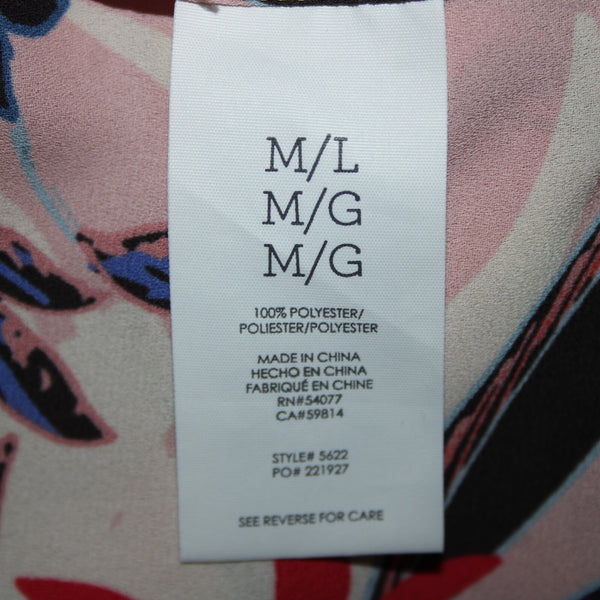 M/L
M/G
M/G
100% POLYESTER/
POLIESTER/POLYESTER
MADE IN CHINA
HECHO EN CHINA
FABRIQUÉ EN CHINE
RN#54077
CA#59814
STYLE# 5622
PO# 221927
SEE REVERSE FOR CARE